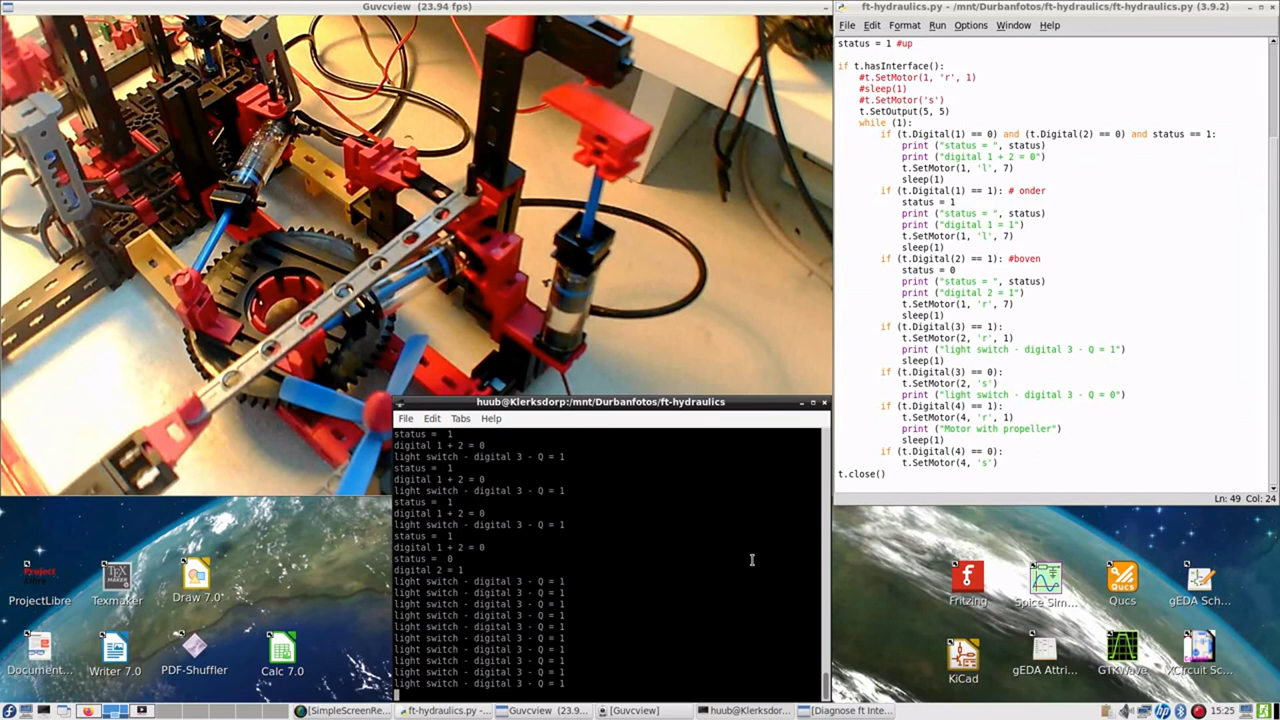 Guvcview (23.94 fps)
ft-hydraulics.py - /mnt/Durbanfotos/ft-hydraulics/ft-hydraulics.py (3.9.2)
File Edit Format Run Options Window Help
status = 1 #up
if t.hasInterface():
#t.SetMotor(1, 'r', 1)
#sleep(1)
#t.SetMotor('s')
t.SetOutput(5, 5)
while (1):
if (t.Digital(1) == 0) and (t.Digital(2) == 0) and status == 1:
print ("status = ", status)
print ("digital 1 + 2 = 0")
t.SetMotor(1, 'l', 7)
sleep(1)
if (t.Digital(1) == 1): # onder
status = 1
print ("status = ", status)
print ("digital 1 = 1")
t.SetMotor(1, 'l', 7)
sleep(1)
if (t.Digital(2) == 1): #boven
status = 0
print ("status = ", status)
print ("digital 2 = 1")
t.SetMotor(1, 'r', 7)
sleep(1)
if (t.Digital(3) == 1):
t.SetMotor(2, 'r', 1)
print ("light switch - digital 3 - Q = 1")
sleep(1)
if (t.Digital(3) == 0):
t.SetMotor(2, 's')
print ("light switch - digital 3 - Q = 0")
if (t.Digital(4) == 1):
t.SetMotor(4, 'r', 1)
print ("Motor with propeller")
sleep(1)
if (t.Digital(4) == 0):
t.SetMotor(4, 's')
t.close()
Ln: 49 Col: 24
huub@Klerksdorp:/mnt/Durbanfotos/ft-hydraulics
File Edit Tabs Help
status = 1
digital 1 + 2 = 0
light switch - digital 3 - Q = 1
status = 1
digital 1 + 2 = 0
light switch - digital 3 - Q = 1
status = 1
digital 1 + 2 = 0
light switch - digital 3 - Q = 1
status = 1
digital 1 + 2 = 0
status = 0
digital 2 = 1
light switch - digital 3 - Q = 1
light switch - digital 3 - Q = 1
light switch - digital 3 - Q = 1
light switch - digital 3 - Q = 1
light switch - digital 3 - Q = 1
light switch - digital 3 - Q = 1
light switch - digital 3 - Q = 1
light switch - digital 3 - Q = 1
light switch - digital 3 - Q = 1
light switch - digital 3 - Q = 1
Project Libre
TEX MAKER
ProjectLibre Texmaker Draw 7.0
Document... Writer 7.0 PDF-Shuffler Calc 7.0
Fritzing Spice Sim... Qucs gEDA Sch...
KiCad gEDA Attri... GTKWave XCircuit Sc...
[SimpleScreenRe... ft-hydraulics.py -... Guvcview (23.9... [Guvcview] huub@Klerksdor... [Diagnose ft Inte... 15:25